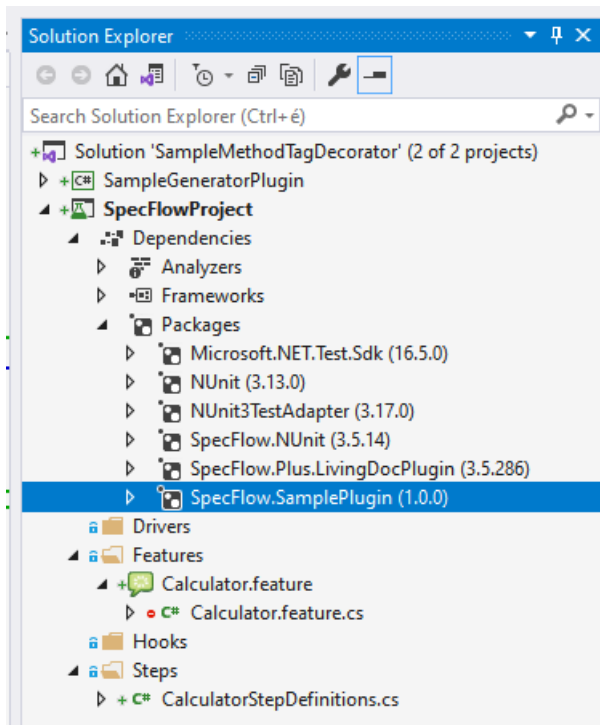 Solution Explorer
Search Solution Explorer (Ctrl+é)
Solution 'SampleMethodTagDecorator' (2 of 2 projects)
C# SampleGeneratorPlugin
SpecFlowProject
Dependencies
Analyzers
Frameworks
Packages
Microsoft.NET.Test.Sdk (16.5.0)
NUnit (3.13.0)
NUnit3TestAdapter (3.17.0)
SpecFlow.NUnit (3.5.14)
SpecFlow.Plus.LivingDocPlugin (3.5.286)
SpecFlow.SamplePlugin (1.0.0)
Drivers
Features
Calculator.feature
C# Calculator.feature.cs
Hooks
Steps
C# CalculatorStepDefinitions.cs